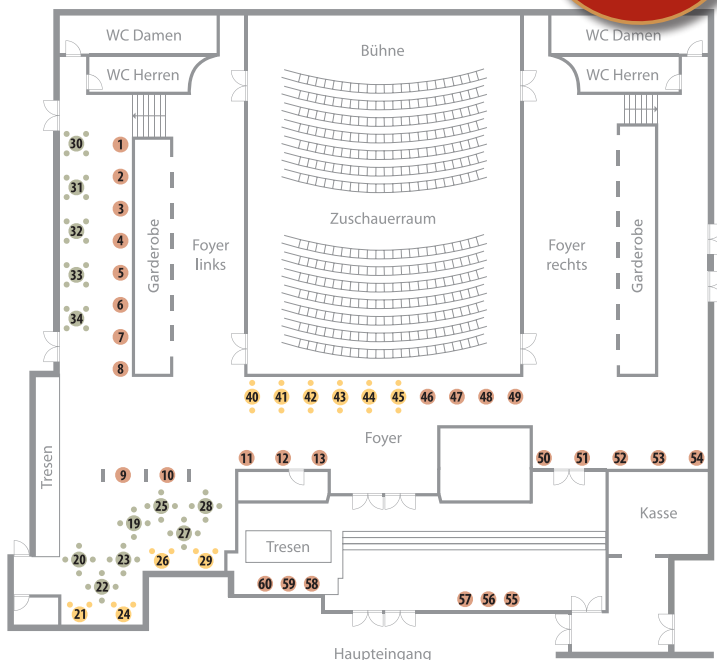 WC Damen
WC Damen
Bühne
WC Herren
WC Herren
30
1
2
31
3
32
4
33
5
34
6
7
8
Garderobe
Foyer
links
Zuschauerraum
Foyer
rechts
Garderobe
40
41
42
43
44
45
46
47
48
49
Foyer
11
12
13
50
51
52
53
54
Tresen
9
10
25
28
19
27
20
23
26
29
22
21
24
Tresen
60
59
58
57
56
55
Kasse
Haupteingang